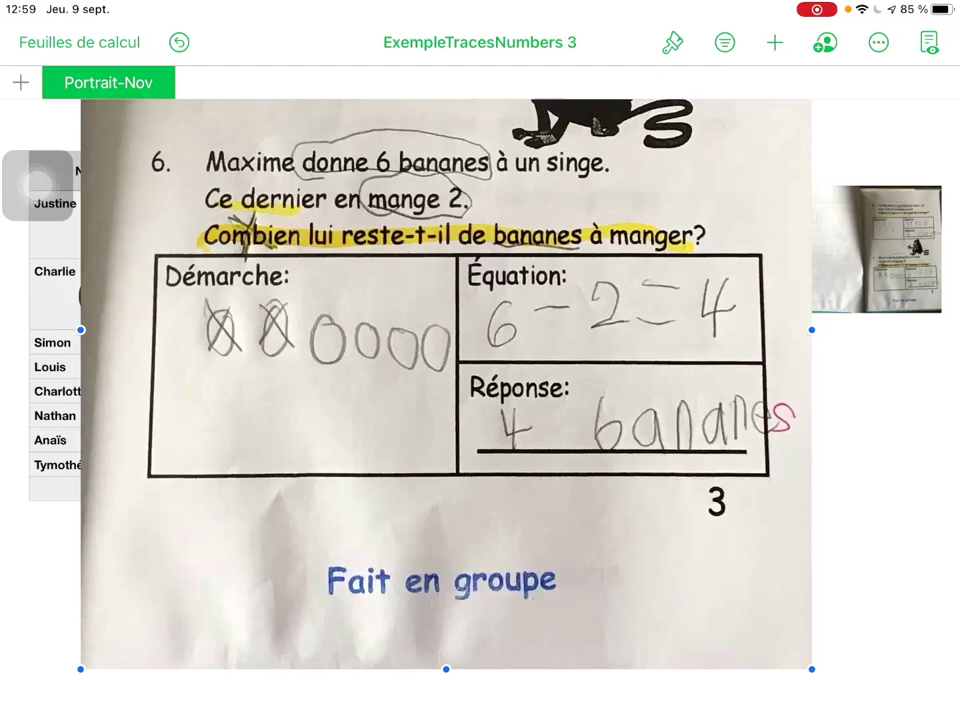 12:59 Jeu. 9 sept. 85 %
Feuilles de calcul ExempleTracesNumbers 3
Portrait-Nov
Justine
Charlie
Simon
Louis
Charlott
Nathan
Anaïs
Tymothé
6. Maxime donne 6 bananes à un singe.
Ce dernier en mange 2.
Combien lui reste-t-il de bananes à manger?
Démarche:
Équation:
6 - 2 = 4
Réponse:
4 bananes
3
Fait en groupe